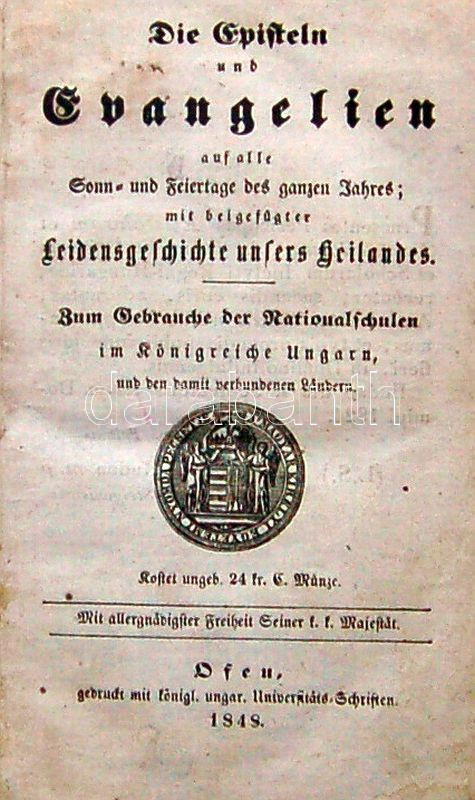 Die Episteln
und
Evangelien
auf alle
Sonn- und Feiertage des ganzen Jahres;
mit beigefügter
Leidensgeschichte unsers Heilandes.
Zum Gebrauche der Nationalschulen
im Königreiche Ungarn,
und den damit verbundenen Ländern.
darabanth
Kostet ungeb. 24 kr. C. Münze.
Mit allergnädigster Freiheit Seiner k. k. Majestät.
Ofen,
gedruckt mit königl. ungar. Universitäts-Schriften.
1848.